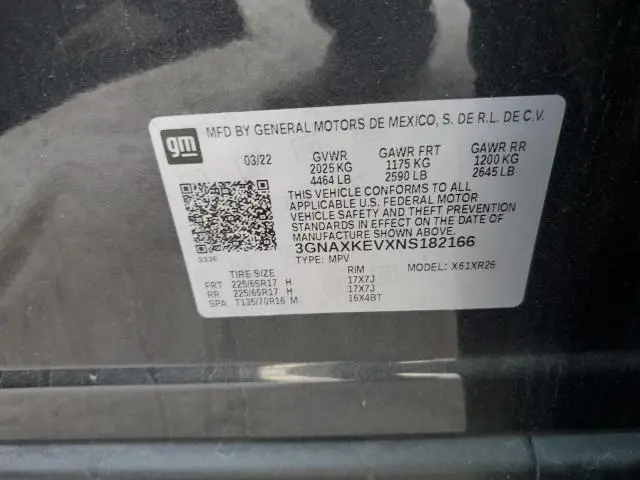 gm
MFD BY GENERAL MOTORS DE MEXICO, S. DE R.L. DE C.V.
03/22 GVWR GAWR FRT GAWR RR
2025 KG 1175 KG 1200 KG
4464 LB 2590 LB 2645 LB
THIS VEHICLE CONFORMS TO ALL
APPLICABLE U.S. FEDERAL MOTOR
VEHICLE SAFETY AND THEFT PREVENTION
STANDARDS IN EFFECT ON THE DATE OF
MANUFACTURE SHOWN ABOVE.
333E
3GNAXKEVXNS182166
TYPE: MPV MODEL: X61XR26
TIRE SIZE RIM
FRT 225/65R17 H 17X7J
RR 225/65R17 H 17X7J
SPA T135/70R16 M 16X4BT